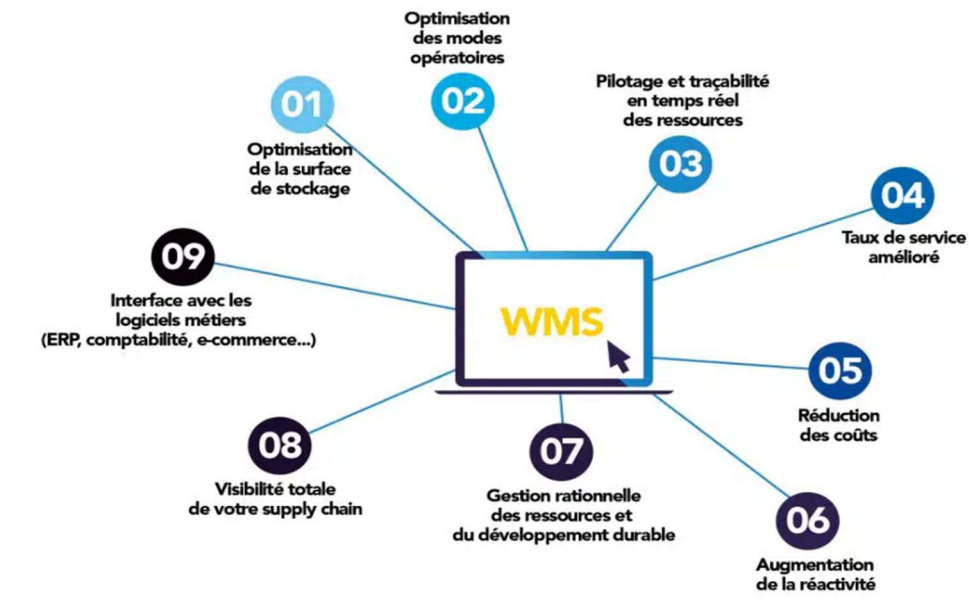 01
Optimisation
de la surface
de stockage
Optimisation
des modes
opératoires
02
Pilotage et traçabilité
en temps réel
des ressources
03
04
Taux de service
amélioré
05
Réduction
des coûts
06
Augmentation
de la réactivité
07
Gestion rationnelle
des ressources et
du développement durable
08
Visibilité totale
de votre supply chain
09
Interface avec les
logiciels métiers
(ERP, comptabilité, e-commerce...)
WMS